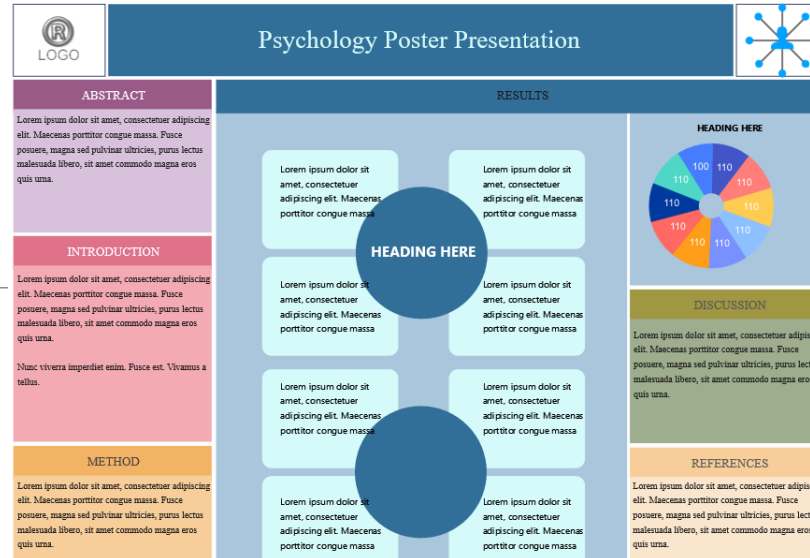 ®
LOGO
Psychology Poster Presentation
ABSTRACT
Lorem ipsum dolor sit amet, consectetuer adipiscing
elit. Maecenas porttitor congue massa. Fusce
posuere, magna sed pulvinar ultricies, purus lectus
malesuada libero, sit amet commodo magna eros
quis urna.
INTRODUCTION
Lorem ipsum dolor sit amet, consectetuer adipiscing
elit. Maecenas porttitor congue massa. Fusce
posuere, magna sed pulvinar ultricies, purus lectus
malesuada libero, sit amet commodo magna eros
quis urna.
Nunc viverra imperdiet enim. Fusce est. Vivamus a
tellus.
METHOD
Lorem ipsum dolor sit amet, consectetuer adipiscing
elit. Maecenas porttitor congue massa. Fusce
posuere, magna sed pulvinar ultricies, purus lectus
malesuada libero, sit amet commodo magna eros
quis urna.
RESULTS
Lorem ipsum dolor sit
amet, consectetuer
adipiscing elit. Maecenas
porttitor congue massa
Lorem ipsum dolor sit
amet, consectetuer
adipiscing elit. Maecenas
porttitor congue massa
HEADING HERE
Lorem ipsum dolor sit
amet, consectetuer
adipiscing elit. Maecenas
porttitor congue massa
Lorem ipsum dolor sit
amet, consectetuer
adipiscing elit. Maecenas
porttitor congue massa
Lorem ipsum dolor sit
amet, consectetuer
adipiscing elit. Maecenas
porttitor congue massa
Lorem ipsum dolor sit
amet, consectetuer
adipiscing elit. Maecenas
porttitor congue massa
Lorem ipsum dolor sit
amet, consectetuer
adipiscing elit. Maecenas
porttitor congue massa
Lorem ipsum dolor sit
amet, consectetuer
adipiscing elit. Maecenas
porttitor congue massa
HEADING HERE
100
110
110
110
110
110
110
110
110
110
DISCUSSION
Lorem ipsum dolor sit amet, consectetuer adipis
elit. Maecenas porttitor congue massa. Fusce
posuere, magna sed pulvinar ultricies, purus lect
malesuada libero, sit amet commodo magna eros
quis urna.
REFERENCES
Lorem ipsum dolor sit amet, consectetuer adipis
elit. Maecenas porttitor congue massa. Fusce
posuere, magna sed pulvinar ultricies, purus lect
malesuada libero, sit amet commodo magna eros
quis urna.